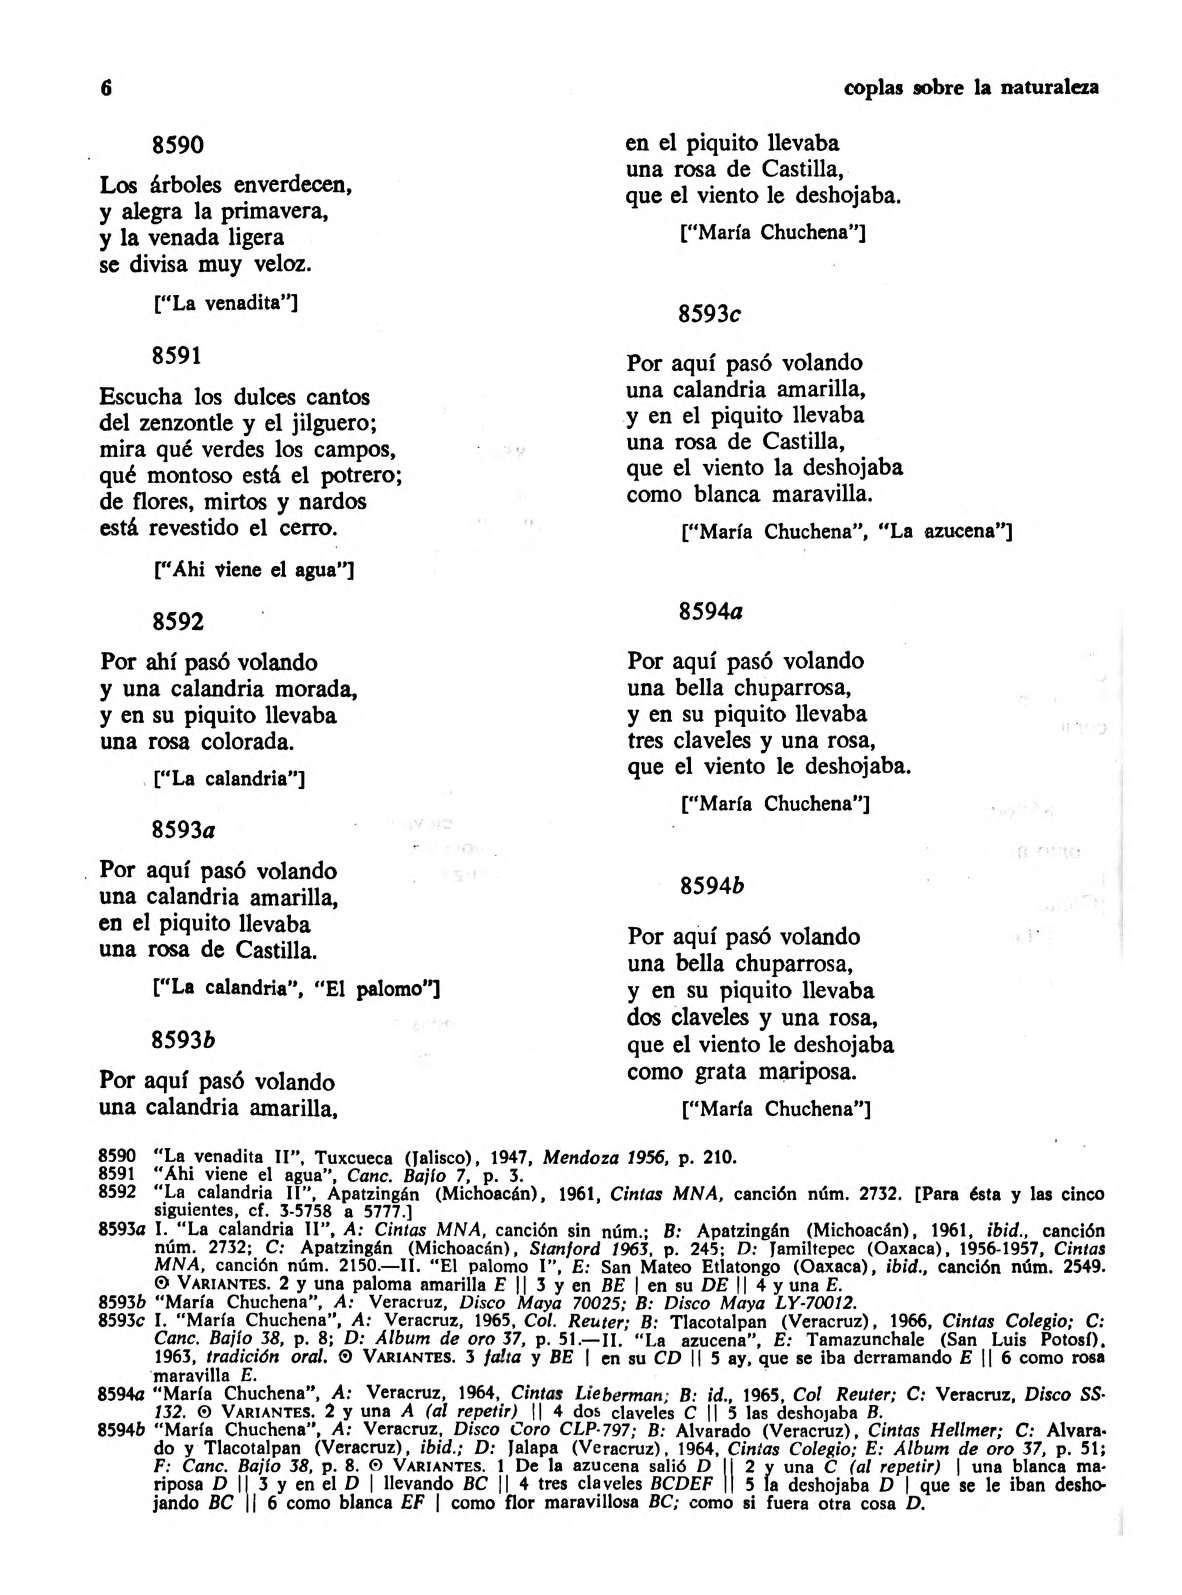 6
coplas sobre la naturaleza
8590
Los árboles enverdecen,
y alegra la primavera,
y la venada ligera
se divisa muy veloz.
["La venadita"]
8591
Escucha los dulces cantos
del zenzontle y el jilguero;
mira qué verdes los campos,
qué montoso está el potrero;
de flores, mirtos y nardos
está revestido el cerro.
["Áhi viene el agua"]
8592
Por ahí pasó volando
y una calandria morada,
y en su piquito llevaba
una rosa colorada.
["La calandria"]
8593a
Por aquí pasó volando
una calandria amarilla,
en el piquito llevaba
una rosa de Castilla.
["La calandria", "El palomo"]
8593b
Por aquí pasó volando
una calandria amarilla,
en el piquito llevaba
una rosa de Castilla,
que el viento le deshojaba.
["María Chuchena"]
8593c
Por aquí pasó volando
una calandria amarilla,
y en el piquito llevaba
una rosa de Castilla,
que el viento la deshojaba
como blanca maravilla.
["María Chuchena", "La azucena"]
8594a
Por aquí pasó volando
una bella chuparrosa,
y en su piquito llevaba
tres claveles y una rosa,
que el viento le deshojaba.
["María Chuchena"]
8594b
Por aquí pasó volando
una bella chuparrosa,
y en su piquito llevaba
dos claveles y una rosa,
que el viento le deshojaba
como grata mariposa.
["María Chuchena"]
8590 "La venadita II", Tuxcueca (Jalisco), 1947, Mendoza 1956, p. 210.
8591 "Áhi viene el agua", Canc. Bajío 7, p. 3.
8592 "La calandria II", Apatzingán (Michoacán), 1961, Cintas MNA, canción núm. 2732. [Para ésta y las cinco
siguientes, cf. 3-5758 a 5777.]
8593a I. "La calandria II", A: Cintas MNA, canción sin núm.; B: Apatzingán (Michoacán), 1961, ibid., canción
núm. 2732; C: Apatzingán (Michoacán), Stanford 1963, p. 245; D: Jamiltepec (Oaxaca), 1956-1957, Cintas
MNA, canción núm. 2150.—II. "El palomo I", E: San Mateo Etlatongo (Oaxaca), ibid., canción núm. 2549.
⊙ VARIANTES. 2 y una paloma amarilla E || 3 y en BE | en su DE || 4 y una E.
8593b "María Chuchena", A: Veracruz, Disco Maya 70025; B: Disco Maya LY-70012.
8593c I. "María Chuchena", A: Veracruz, 1965, Col. Reuter; B: Tlacotalpan (Veracruz), 1966, Cintas Colegio; C:
Canc. Bajío 38, p. 8; D: Álbum de oro 37, p. 51.—II. "La azucena", E: Tamazunchale (San Luis Potosí),
1963, tradición oral. ⊙ VARIANTES. 3 falta y BE | en su CD || 5 ay, que se iba derramando E || 6 como rosa
maravilla E.
8594a "María Chuchena", A: Veracruz, 1964, Cintas Lieberman; B: id., 1965, Col Reuter; C: Veracruz, Disco SS-
132. ⊙ VARIANTES. 2 y una A (al repetir) || 4 dos claveles C || 5 las deshojaba B.
8594b "María Chuchena", A: Veracruz, Disco Coro CLP-797; B: Alvarado (Veracruz), Cintas Hellmer; C: Alvara-
do y Tlacotalpan (Veracruz), ibid.; D: Jalapa (Veracruz), 1964, Cintas Colegio; E: Álbum de oro 37, p. 51;
F: Canc. Bajío 38, p. 8. ⊙ VARIANTES. 1 De la azucena salió D || 2 y una C (al repetir) | una blanca ma-
riposa D || 3 y en el D | llevando BC || 4 tres claveles BCDEF || 5 la deshojaba D | que se le iban desho-
jando BC || 6 como blanca EF | como flor maravillosa BC; como si fuera otra cosa D.